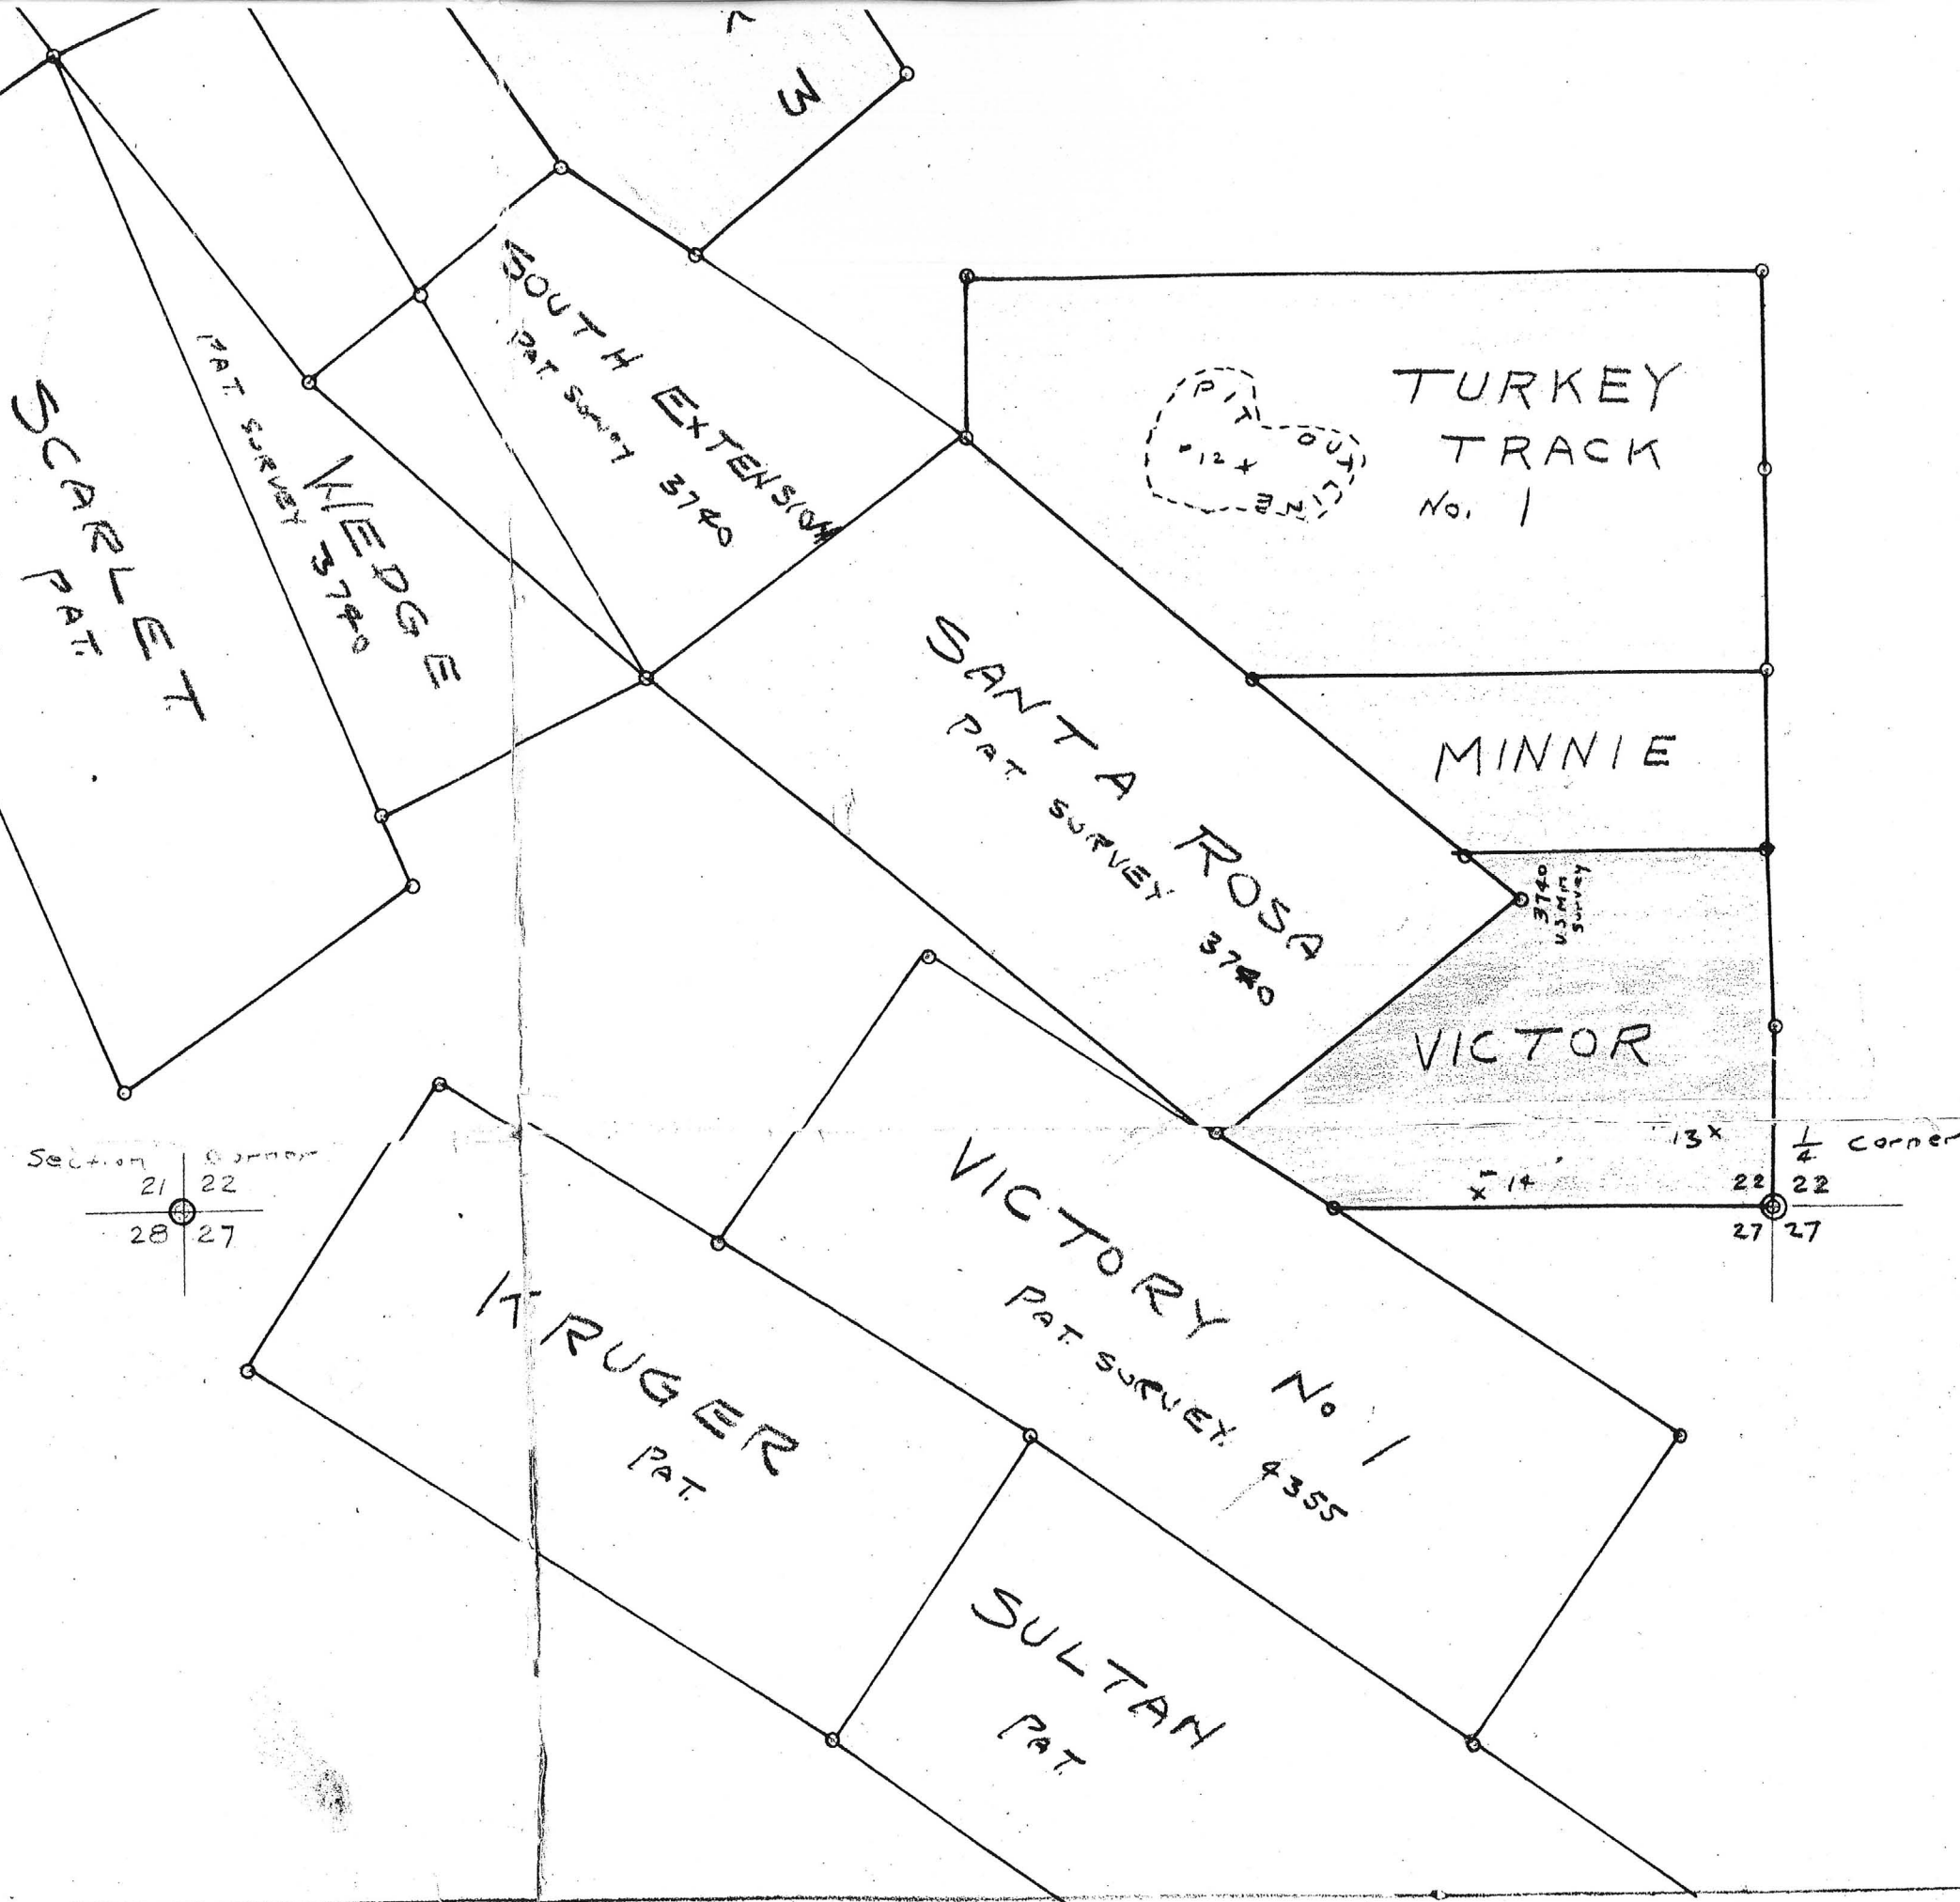 3
SOUTH EXTENSION
PAT. SURVEY 3740
TURKEY
TRACK
No. 1
PIT OUTLINE
12 x
WEDGE
PAT. SURVEY 3740
SCARLET
PAT.
SANTA ROSA
PAT. SURVEY 3740
MINNIE
3740
U.S.M.M
Survey
VICTOR
13 x
x 14
1/4 corner
22 22
27 27
Section Corner
21 22
28 27
VICTORY No 1
PAT. SURVEY. 4355
KRUGER
PAT.
SULTAN
PAT.